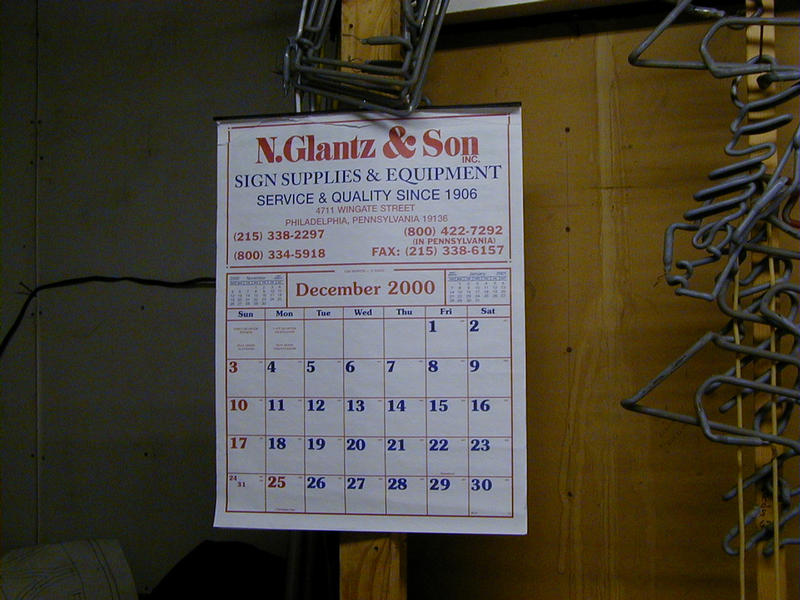 N.Glantz & Son
INC.
SIGN SUPPLIES & EQUIPMENT
SERVICE & QUALITY SINCE 1906
4711 WINGATE STREET
PHILADELPHIA, PENNSYLVANIA 19136
(215) 338-2297 (800) 422-7292
(IN PENNSYLVANIA)
(800) 334-5918 FAX: (215) 338-6157
December 2000
Sun Mon Tue Wed Thu Fri Sat
1 2
3 4 5 6 7 8 9
10 11 12 13 14 15 16
17 18 19 20 21 22 23
24 31 25 26 27 28 29 30